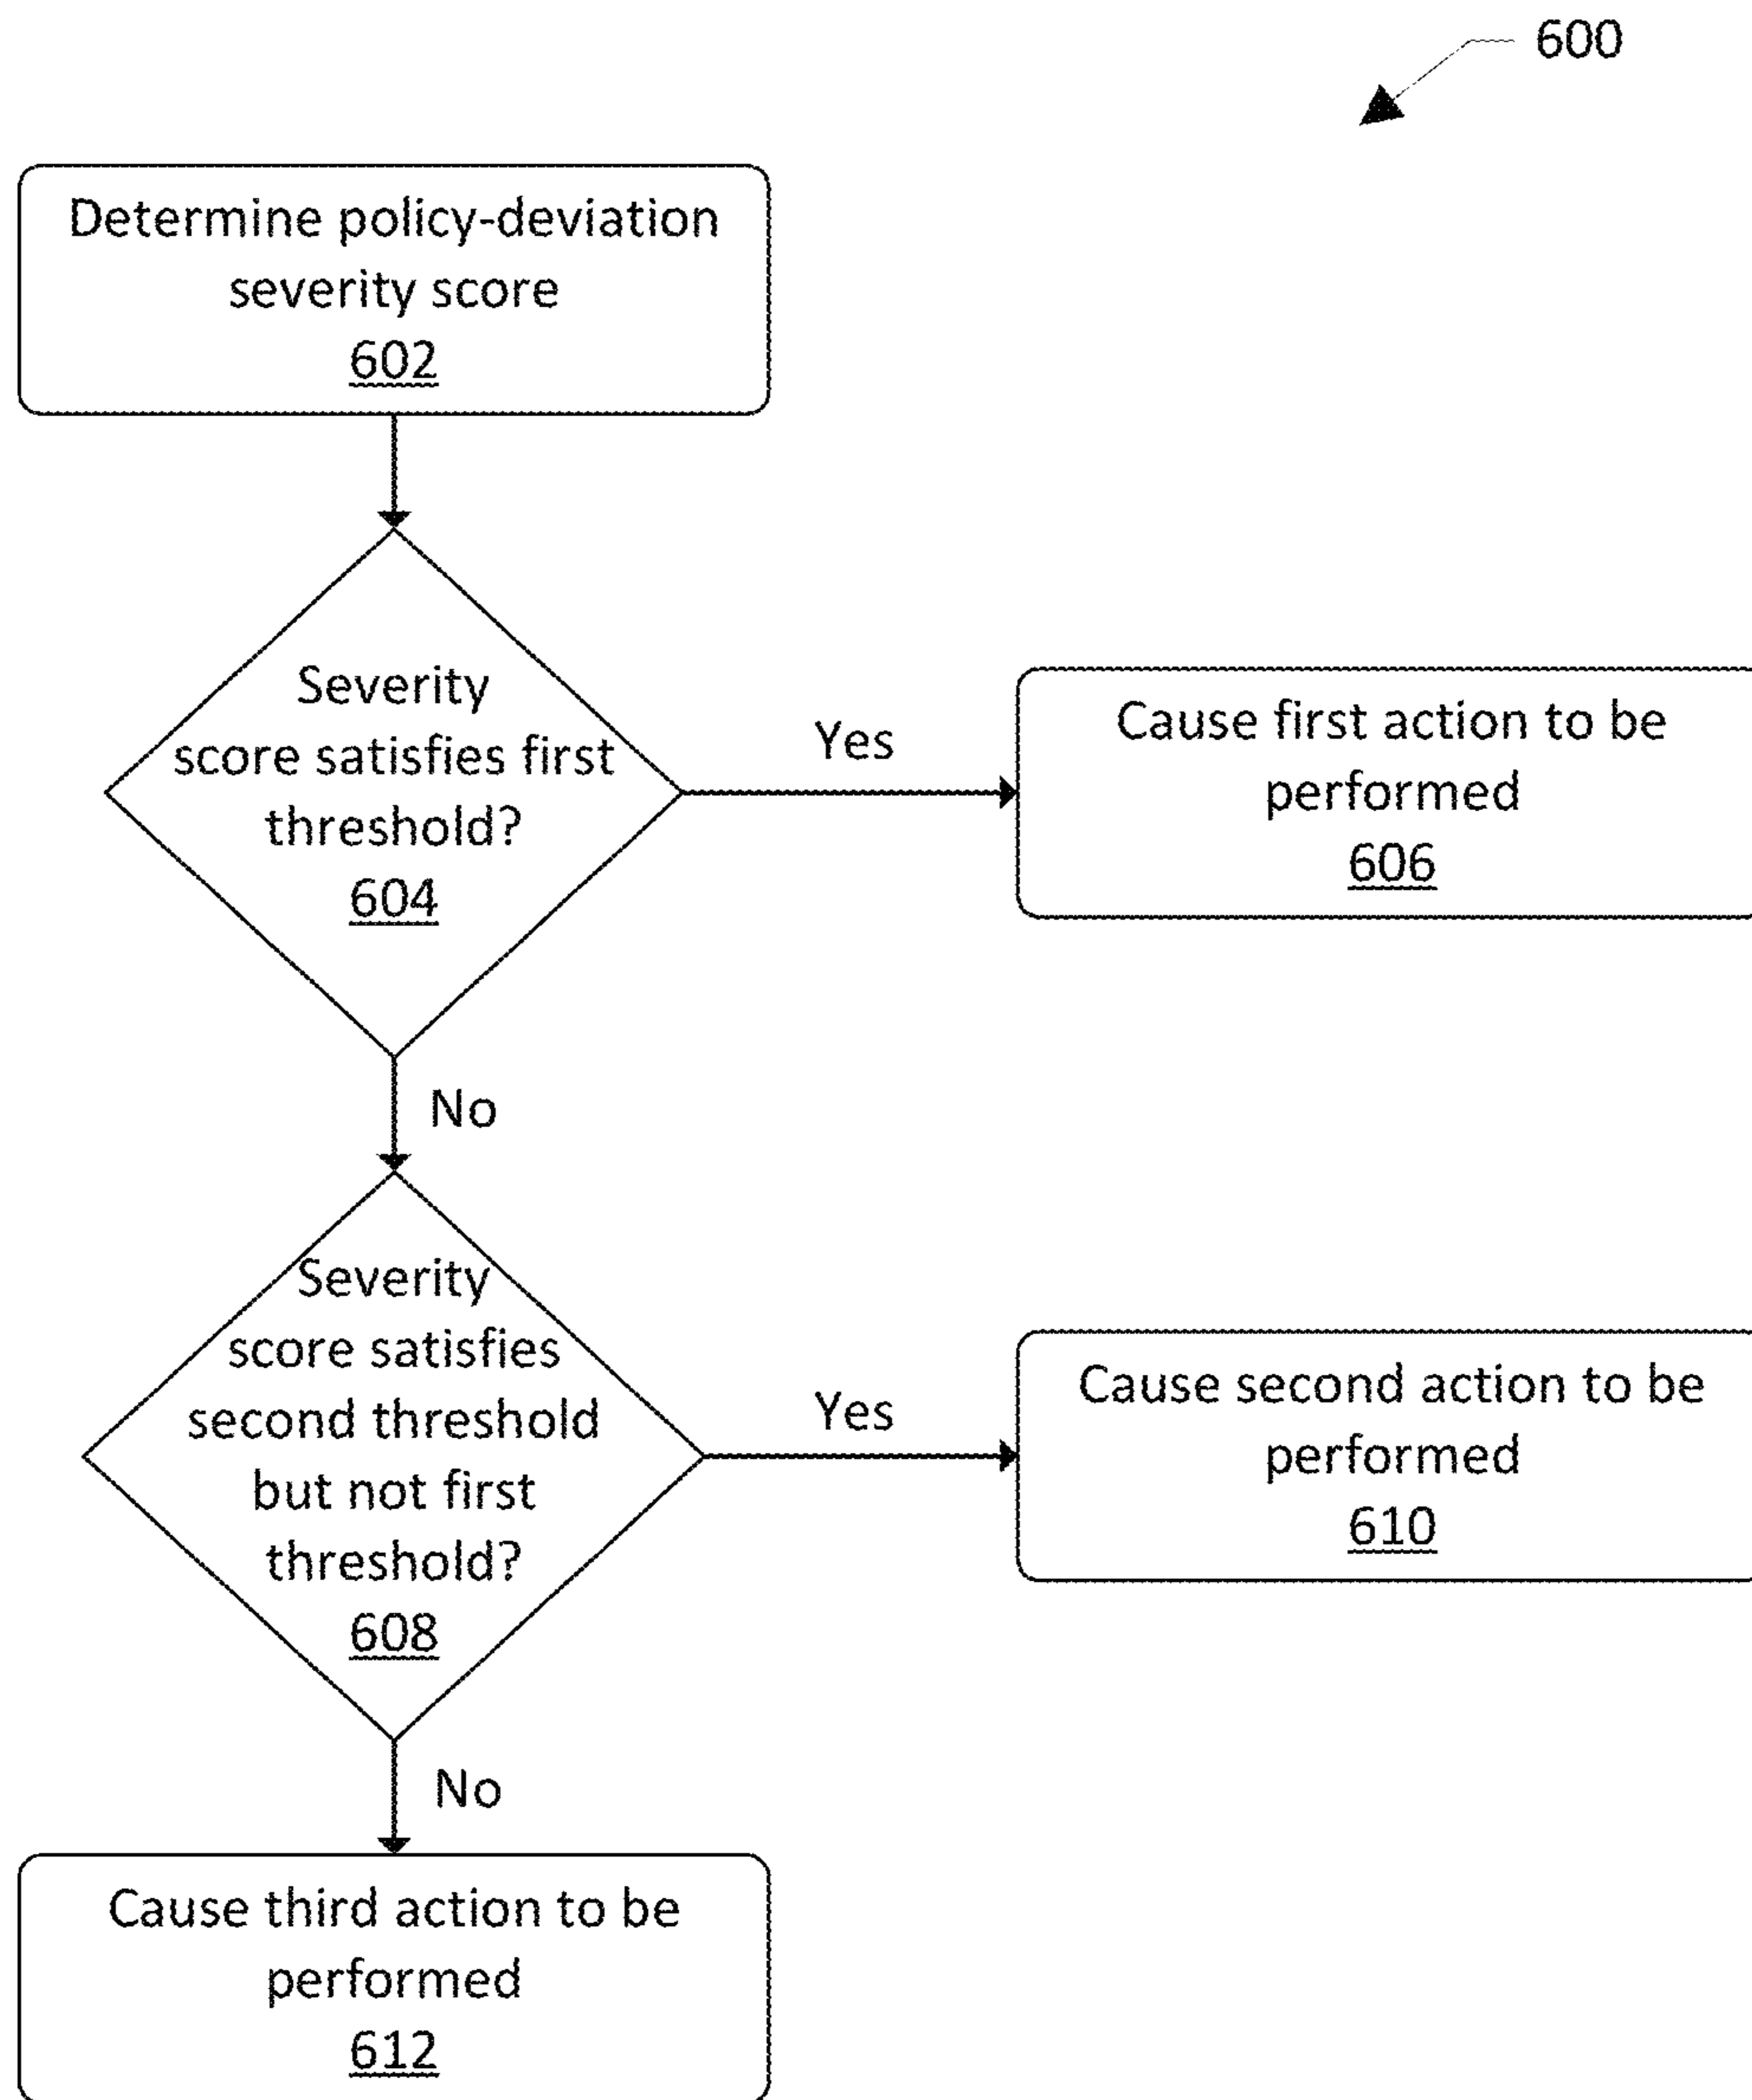 600
Determine policy-deviation
severity score
602
Severity
score satisfies first
threshold?
604
Yes
Cause first action to be
performed
606
No
Severity
score satisfies
second threshold
but not first
threshold?
608
Yes
Cause second action to be
performed
610
No
Cause third action to be
performed
612